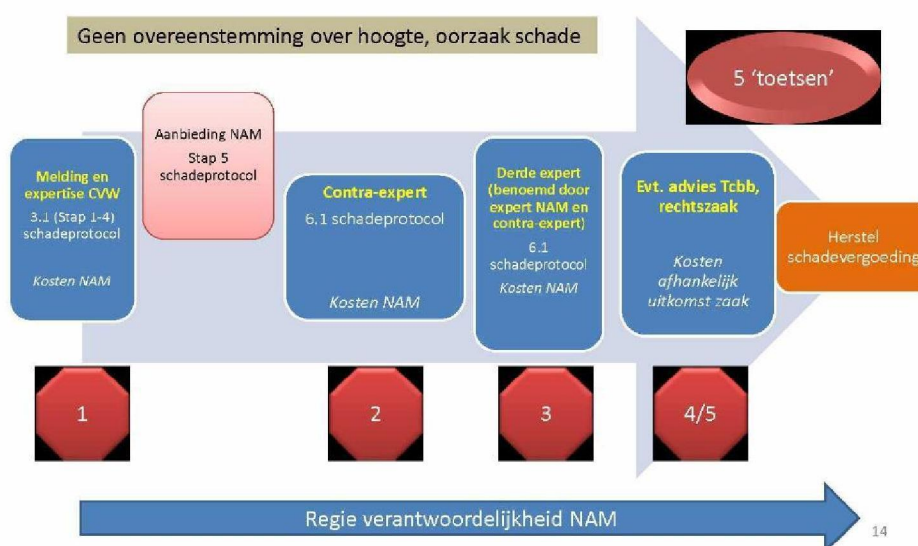 Geen overeenstemming over hoogte, oorzaak schade
5 ‘toetsen’
Melding en
expertise CVW
3.1 (Stap 1-4)
schadeprotocol
Kosten NAM
Aanbieding NAM
Stap 5
schadeprotocol
Contra-expert
6.1 schadeprotocol
Kosten NAM
Derde expert
(benoemd door
expert NAM en
contra-expert)
6.1
schadeprotocol
Kosten NAM
Evt. advies Tcbb,
rechtszaak
Kosten
afhankelijk
uitkomst zaak
Herstel
schadevergoeding
1
2
3
4/5
Regie verantwoordelijkheid NAM
14